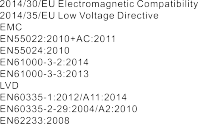 2014/30/EU Electromagnetic Compatibility
2014/35/EU Low Voltage Directive
EMC
EN55022:2010+AC:2011
EN55024:2010
EN61000-3-2:2014
EN61000-3-3:2013
LVD
EN60335-1:2012/A11:2014
EN60335-2-29:2004/A2:2010
EN62233:2008